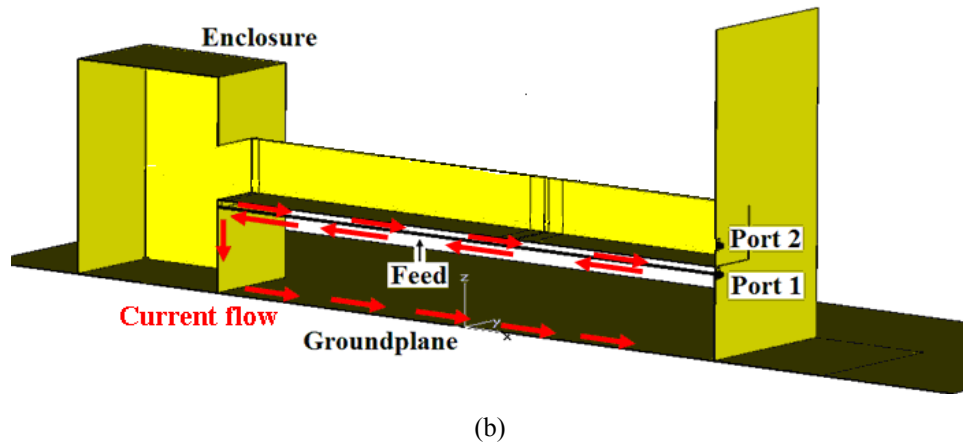 Enclosure
Port 2
Port 1
Feed
z
y
x
Current flow
Groundplane
(b)